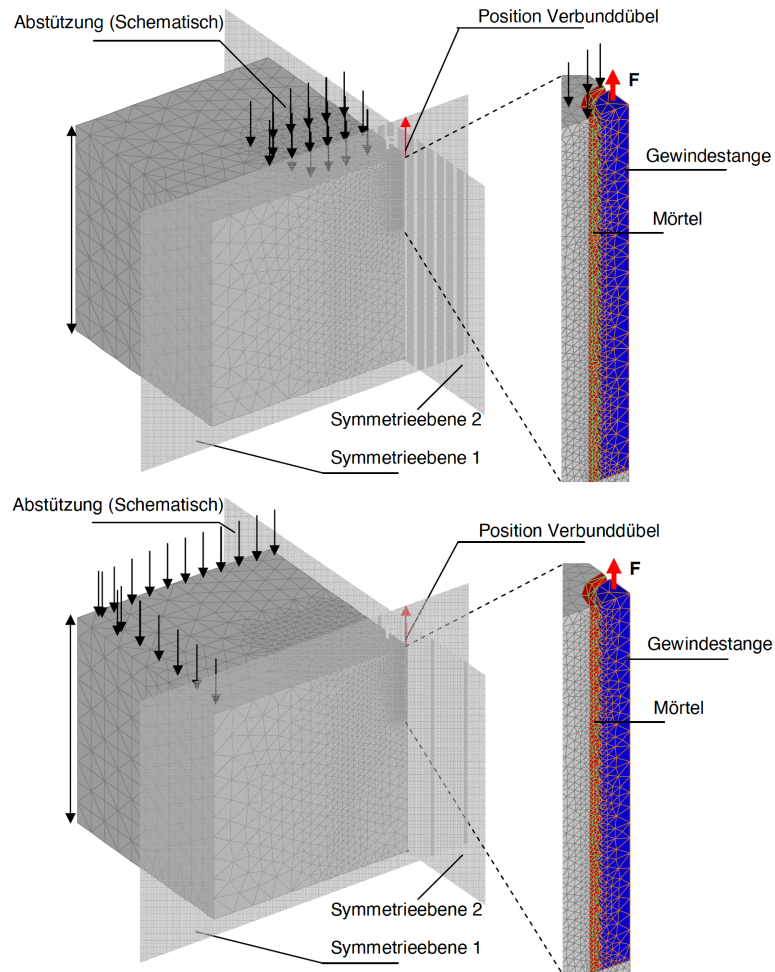 Abstützung (Schematisch)
Position Verbunddübel
F
Gewindestange
Mörtel
Symmetrieebene 2
Symmetrieebene 1
Abstützung (Schematisch)
Position Verbunddübel
F
Gewindestange
Mörtel
Symmetrieebene 2
Symmetrieebene 1